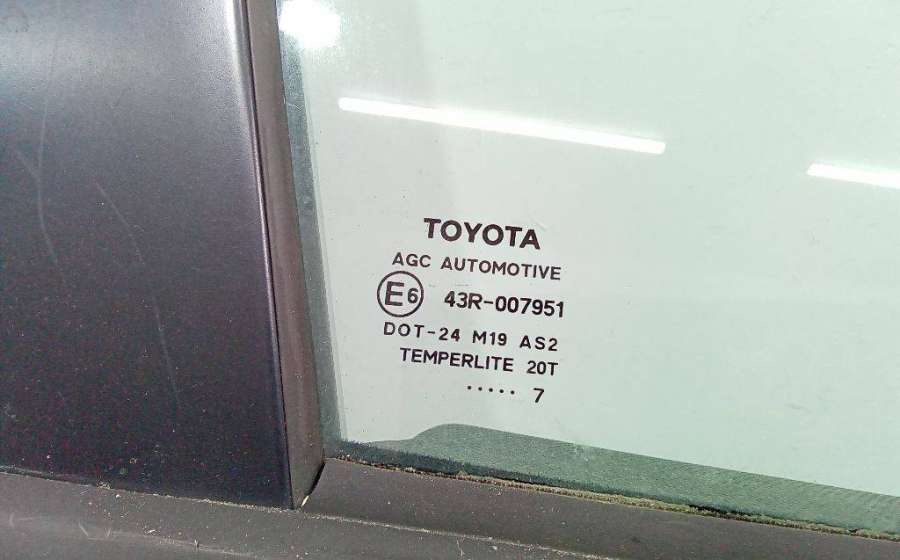 TOYOTA
AGC AUTOMOTIVE
E6 43R-007951
DOT-24 M19 AS2
TEMPERLITE 20T
..... 7